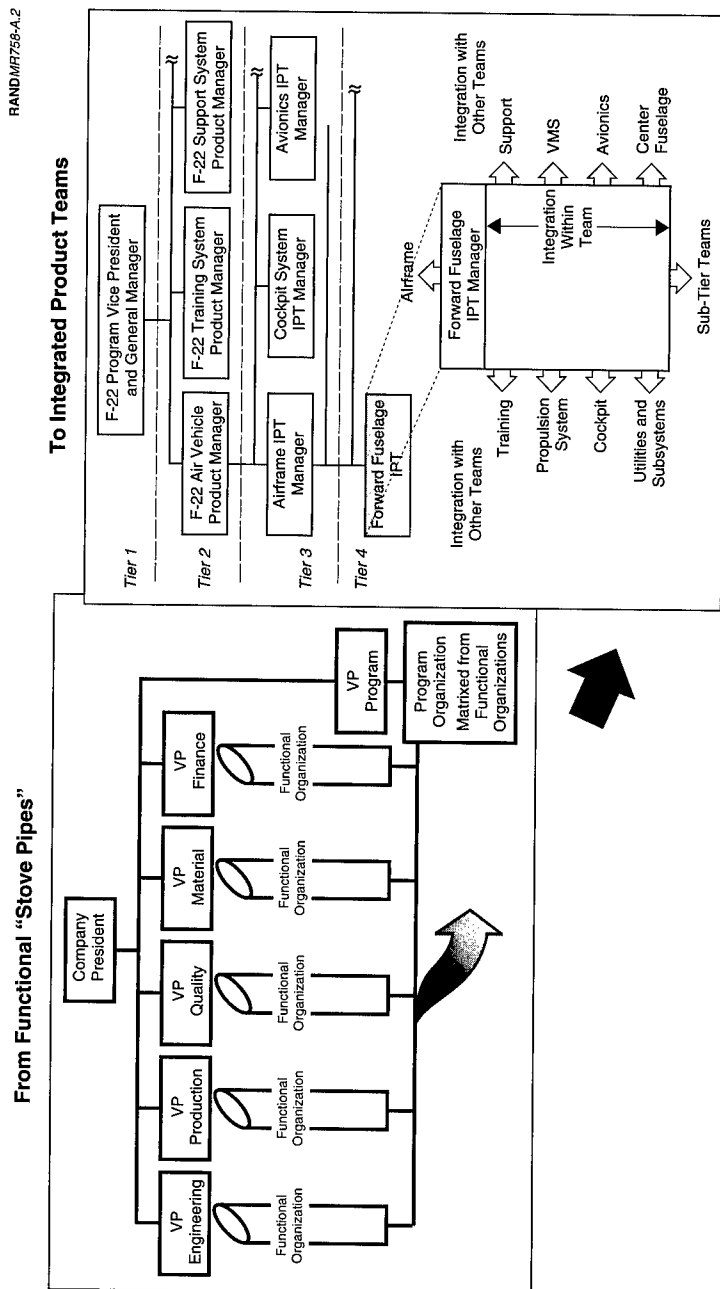 RANDMR758-A.2
From Functional “Stove Pipes”
Company
President
VP
Engineering
VP
Production
VP
Quality
VP
Material
VP
Finance
Functional
Organization
Functional
Organization
Functional
Organization
Functional
Organization
Functional
Organization
VP
Program
Program
Organization
Matrixed from
Functional
Organizations
To Integrated Product Teams
Tier 1
F-22 Program Vice President
and General Manager
Tier 2
F-22 Air Vehicle
Product Manager
F-22 Training System
Product Manager
F-22 Support System
Product Manager
Tier 3
Airframe IPT
Manager
Cockpit System
IPT Manager
Avionics IPT
Manager
Tier 4
Forward Fuselage
IPT
Integration with
Other Teams
Training
Propulsion
System
Cockpit
Utilities and
Subsystems
Airframe
Forward Fuselage
IPT Manager
Integration
Within
Team
Sub-Tier Teams
Integration with
Other Teams
Support
VMS
Avionics
Center
Fuselage